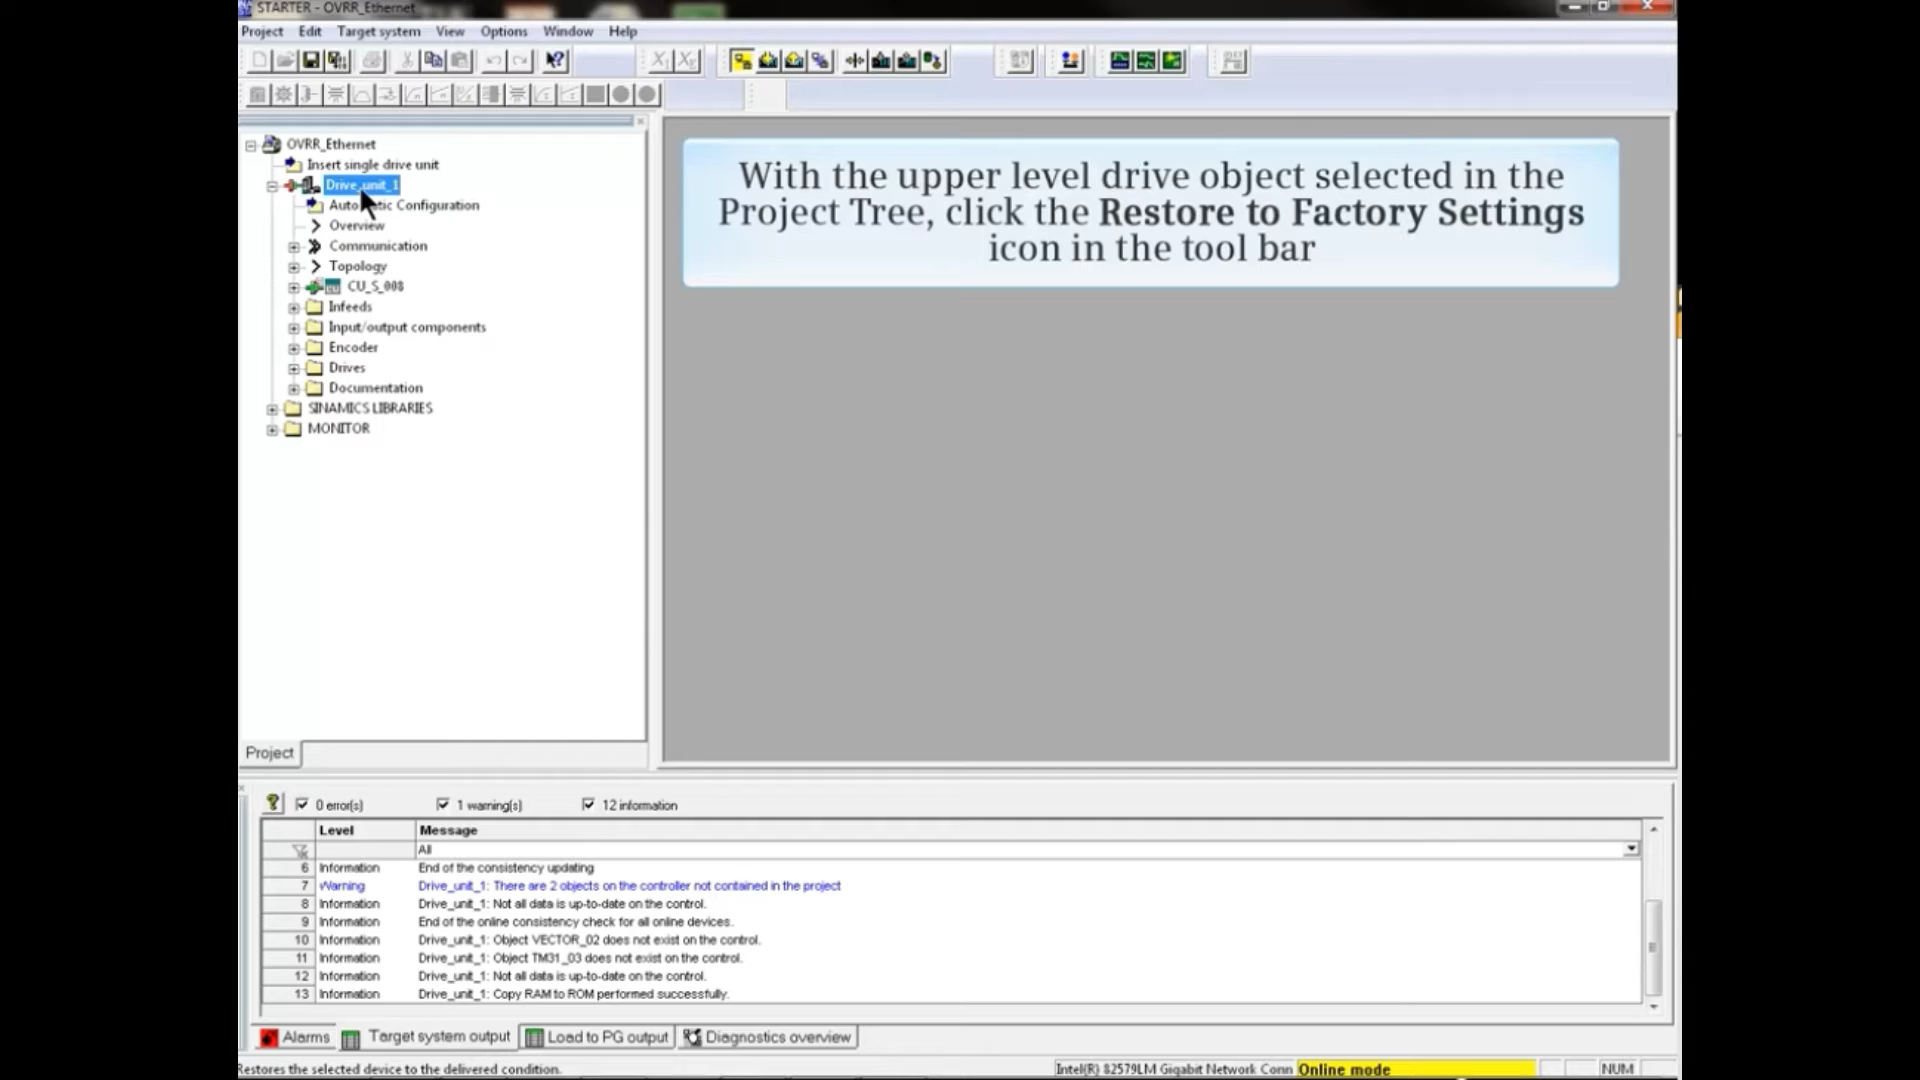 STARTER - OVRR_Ethernet
Project Edit Target system View Options Window Help
OVRR_Ethernet
Insert single drive unit
Drive_unit_1
Configuration
Overview
Communication
Topology
CU_S_008
Infeeds
Input/output components
Encoder
Drives
Documentation
SINAMICS LIBRARIES
MONITOR
With the upper level drive object selected in the
Project Tree, click the Restore to Factory Settings
icon in the tool bar
Project
0 error(s) 1 warning(s) 12 information
Level Message
All
6 Information End of the consistency updating
7 Warning Drive_unit_1: There are 2 objects on the controller not contained in the project
8 Information Drive_unit_1: Not all data is up-to-date on the control.
9 Information End of the online consistency check for all online devices.
10 Information Drive_unit_1: Object VECTOR_02 does not exist on the control.
11 Information Drive_unit_1: Object TM31_03 does not exist on the control.
12 Information Drive_unit_1: Not all data is up-to-date on the control.
13 Information Drive_unit_1: Copy RAM to ROM performed successfully.
Alarms Target system output Load to PG output Diagnostics overview
Restores the selected device to the delivered condition. Intel(R) 82579LM Gigabit Network Conn Online mode NUM